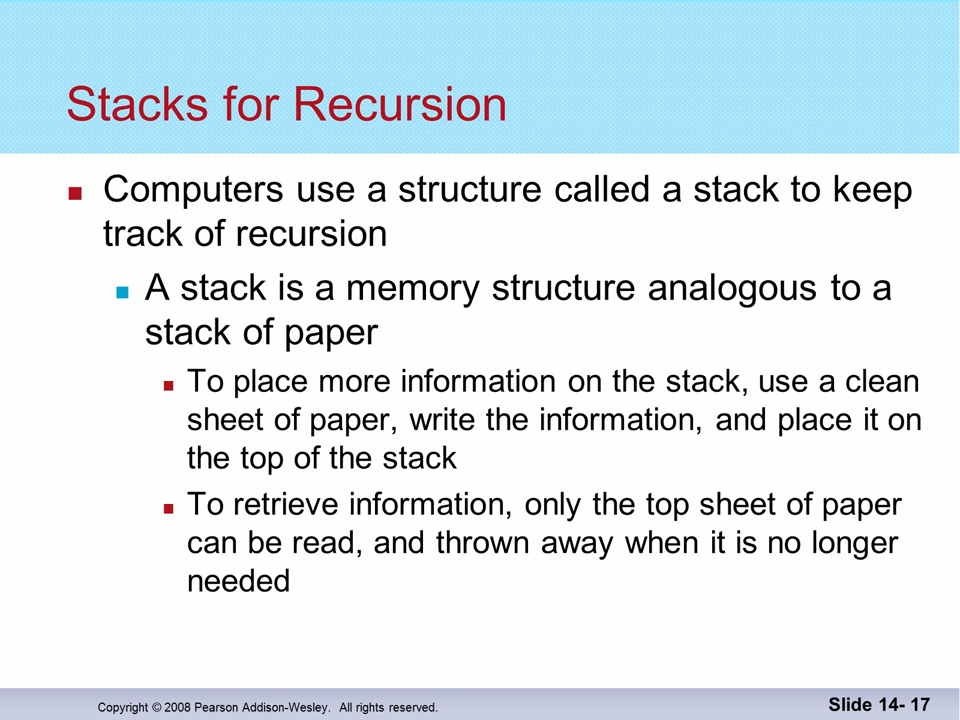 Stacks for Recursion
Computers use a structure called a stack to keep
track of recursion
A stack is a memory structure analogous to a
stack of paper
To place more information on the stack, use a clean
sheet of paper, write the information, and place it on
the top of the stack
To retrieve information, only the top sheet of paper
can be read, and thrown away when it is no longer
needed
Copyright © 2008 Pearson Addison-Wesley. All rights reserved.
Slide 14- 17